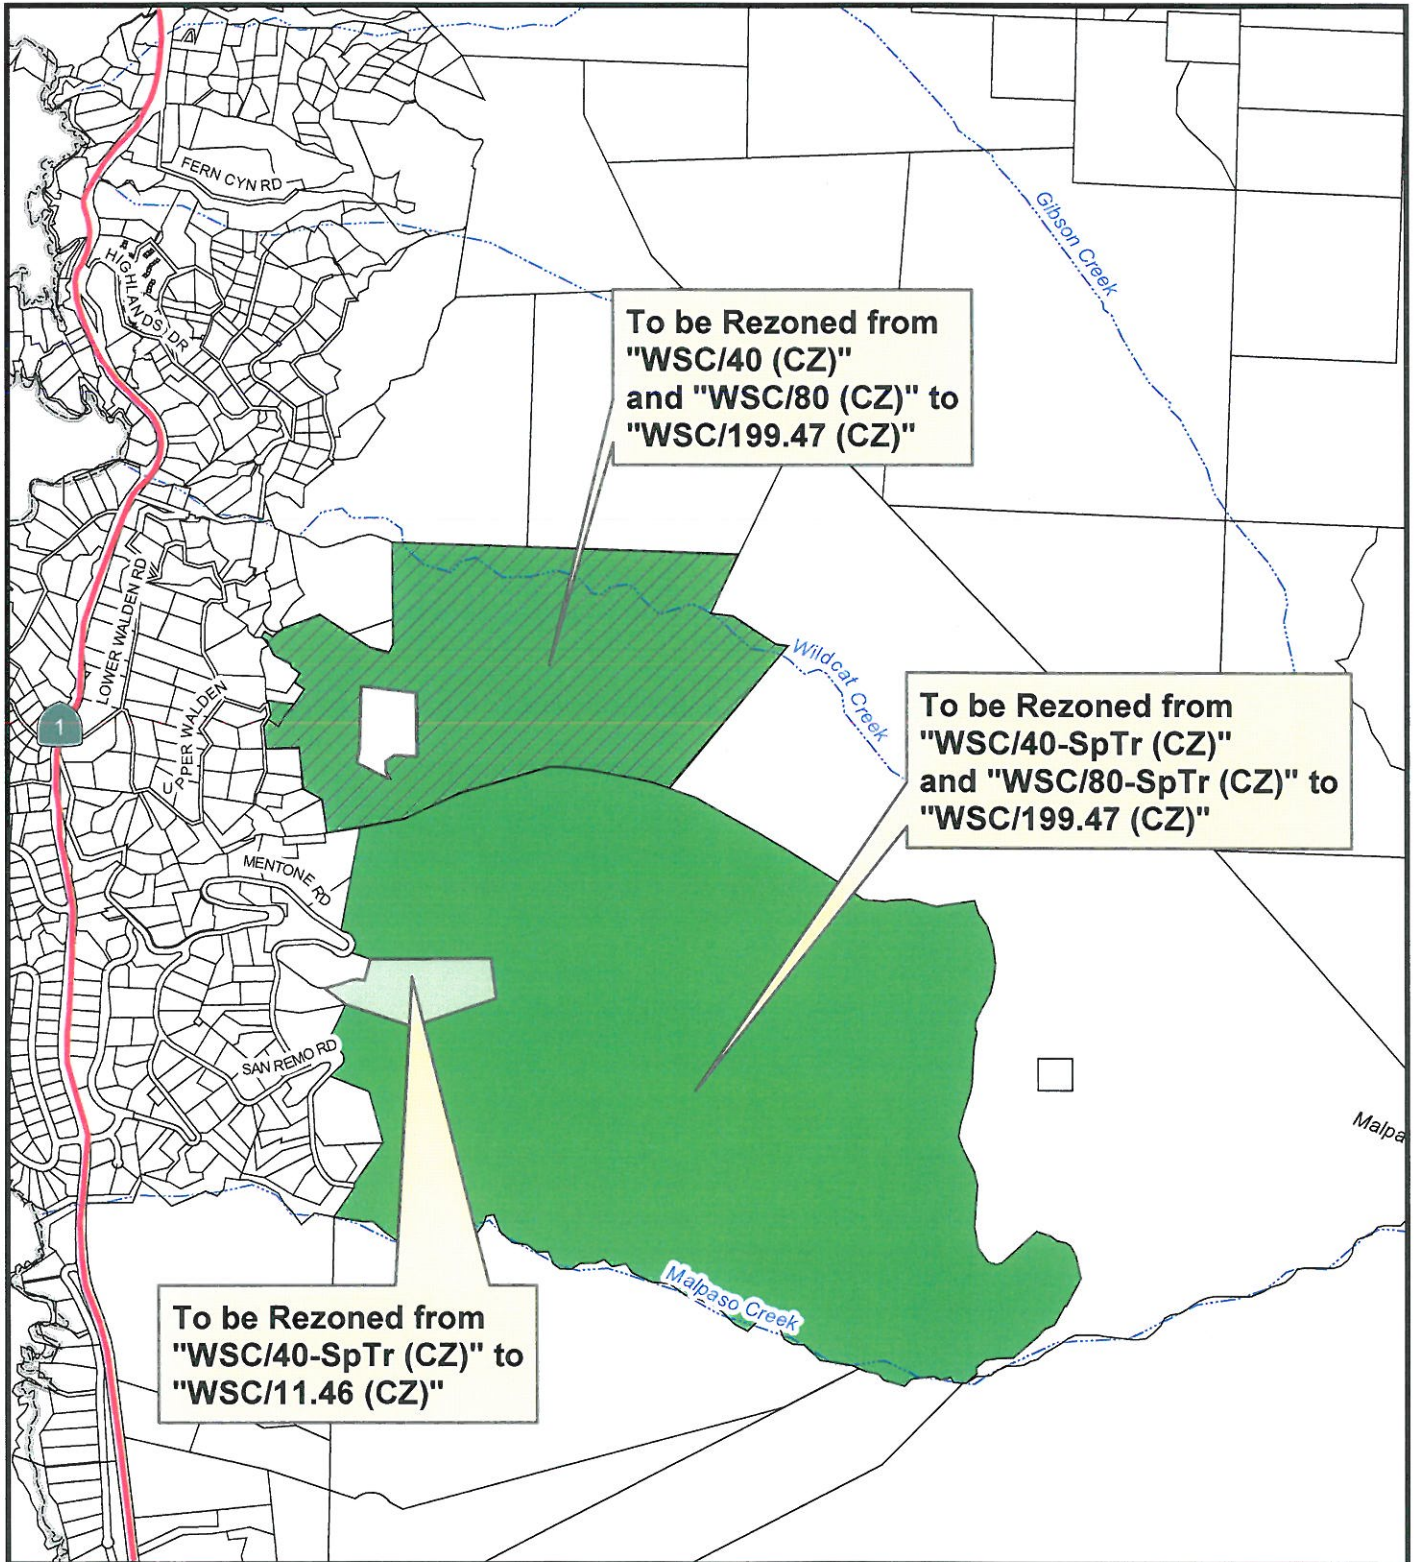 FERN CYN RD
HIGHLANDS DR
Gibson Creek
To be Rezoned from
"WSC/40 (CZ)"
and "WSC/80 (CZ)" to
"WSC/199.47 (CZ)"
LOWER WALDEN RD
UPPER WALDEN
Wildcat Creek
1
To be Rezoned from
"WSC/40-SpTr (CZ)"
and "WSC/80-SpTr (CZ)" to
"WSC/199.47 (CZ)"
MENTONE RD
SAN REMO RD
Malpa
Malpaso Creek
To be Rezoned from
"WSC/40-SpTr (CZ)" to
"WSC/11.46 (CZ)"